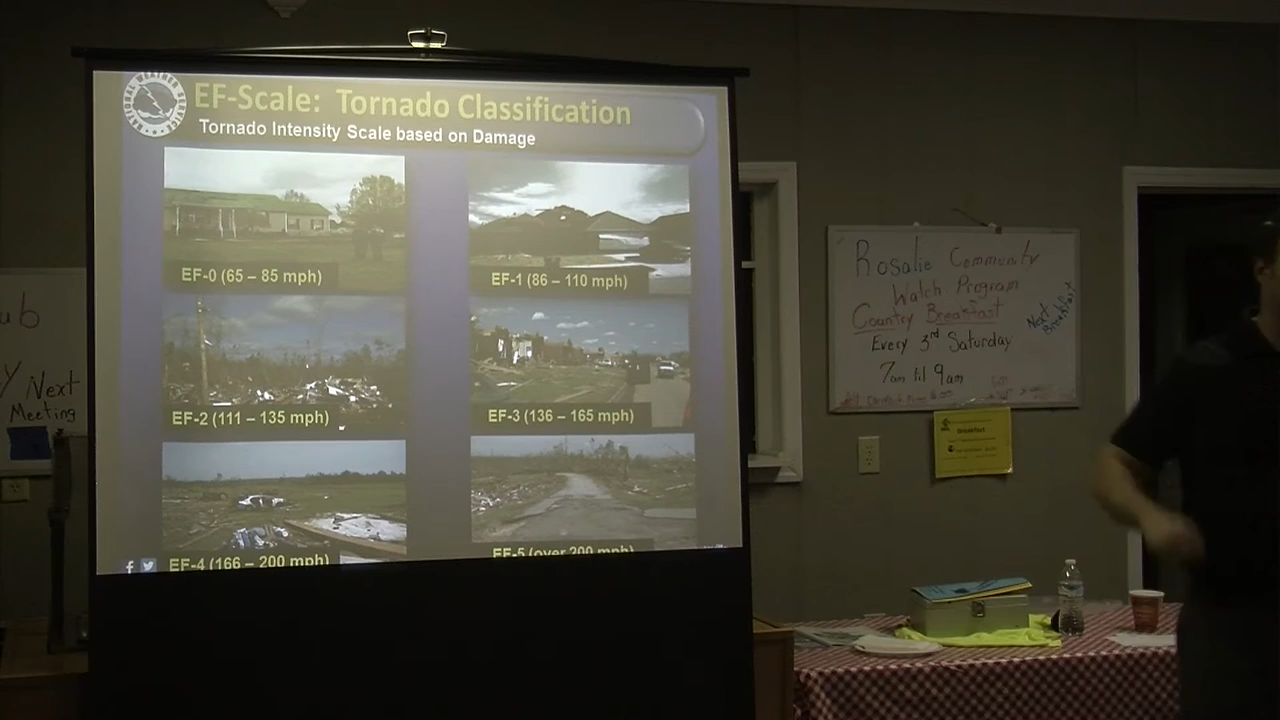 EF-Scale: Tornado Classification
Tornado Intensity Scale based on Damage
EF-0 (65 – 85 mph)
EF-1 (86 – 110 mph)
EF-2 (111 – 135 mph)
EF-3 (136 – 165 mph)
EF-4 (166 – 200 mph)
EF-5 (over 200 mph)
ub
y Next
Meeting
Rosalie Community
Watch Program
Country Breakfast
Every 3rd Saturday
7am til 9am
Next
Breakfast
Breakfast